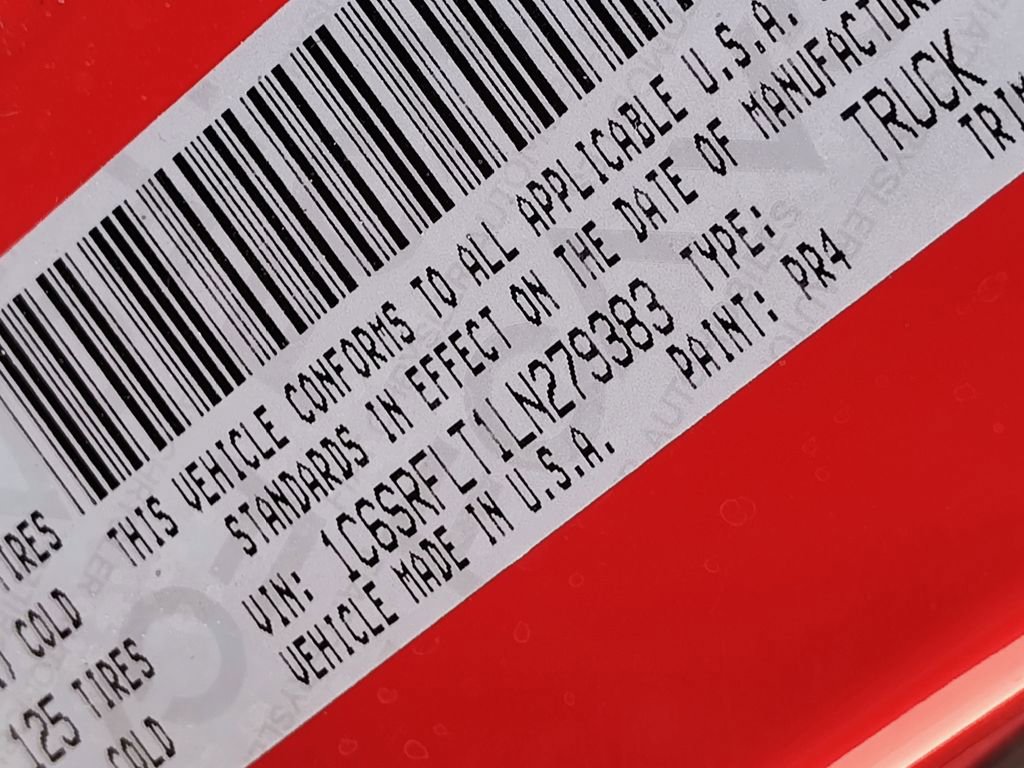 THIS VEHICLE CONFORMS TO ALL APPLICABLE U.S.A.
STANDARDS IN EFFECT ON THE DATE OF MANUFACTURE
VIN: 1C6SRFLT1LN279383 TYPE: TRUCK
VEHICLE MADE IN U.S.A. PAINT: PR4 TRIM
TIRES
COLD
125 TIRES
COLD